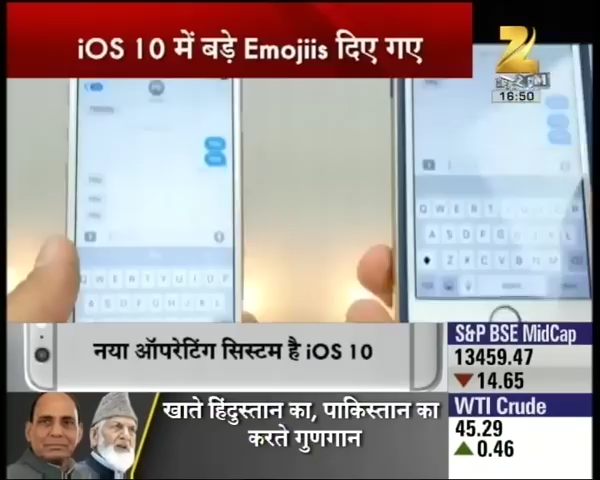 iOS 10 में बड़े Emojiis दिए गए
16:50
Q W E R T Y U I O P
A S D F G H J K L
Z X C V B N M
Q W E R T Y U I O P
A S D F G H J K L
नया ऑपरेटिंग सिस्टम है iOS 10
S&P BSE MidCap
13459.47
14.65
खाते हिंदुस्तान का, पाकिस्तान का
करते गुणगान
WTI Crude
45.29
0.46